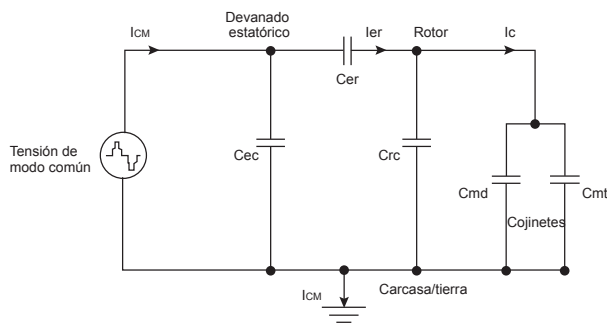 Devanado
estatórico
ICM
Ier
Rotor
Ic
Cer
Tensión de
modo común
Cec
Crc
Cmd
Cmt
Cojinetes
ICM
Carcasa/tierra